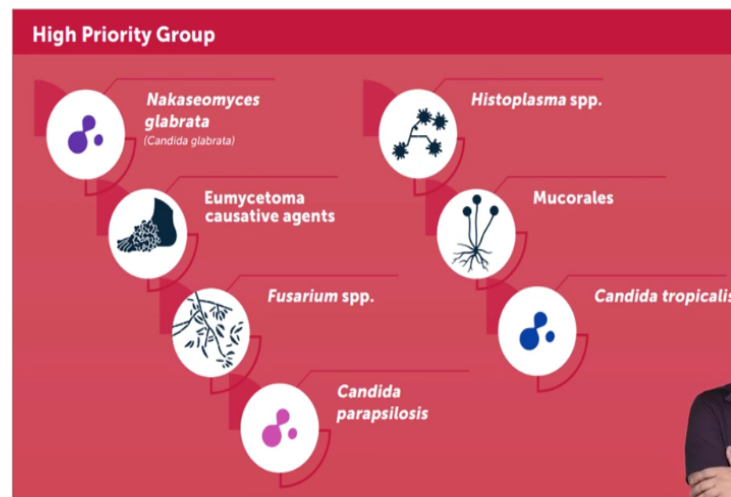 High Priority Group
Nakaseomyces
glabrata
(Candida glabrata)
Eumycetoma
causative agents
Fusarium spp.
Candida
parapsilosis
Histoplasma spp.
Mucorales
Candida tropicalis